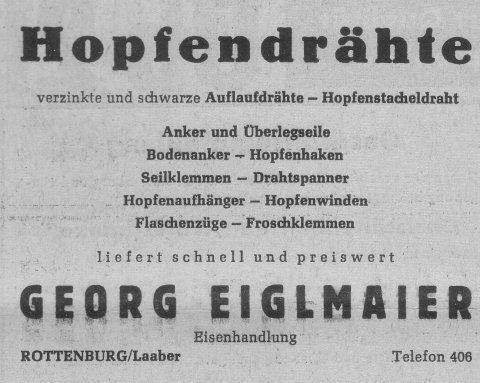 Hopfendrähte
verzinkte und schwarze Auflaufdrähte – Hopfenstacheldraht
Anker und Überlegseile
Bodenanker – Hopfenhaken
Seilklemmen – Drahtspanner
Hopfenaufhänger – Hopfenwinden
Flaschenzüge – Froschklemmen
liefert schnell und preiswert
GEORG EIGLMAIER
Eisenhandlung
ROTTENBURG/Laaber Telefon 406